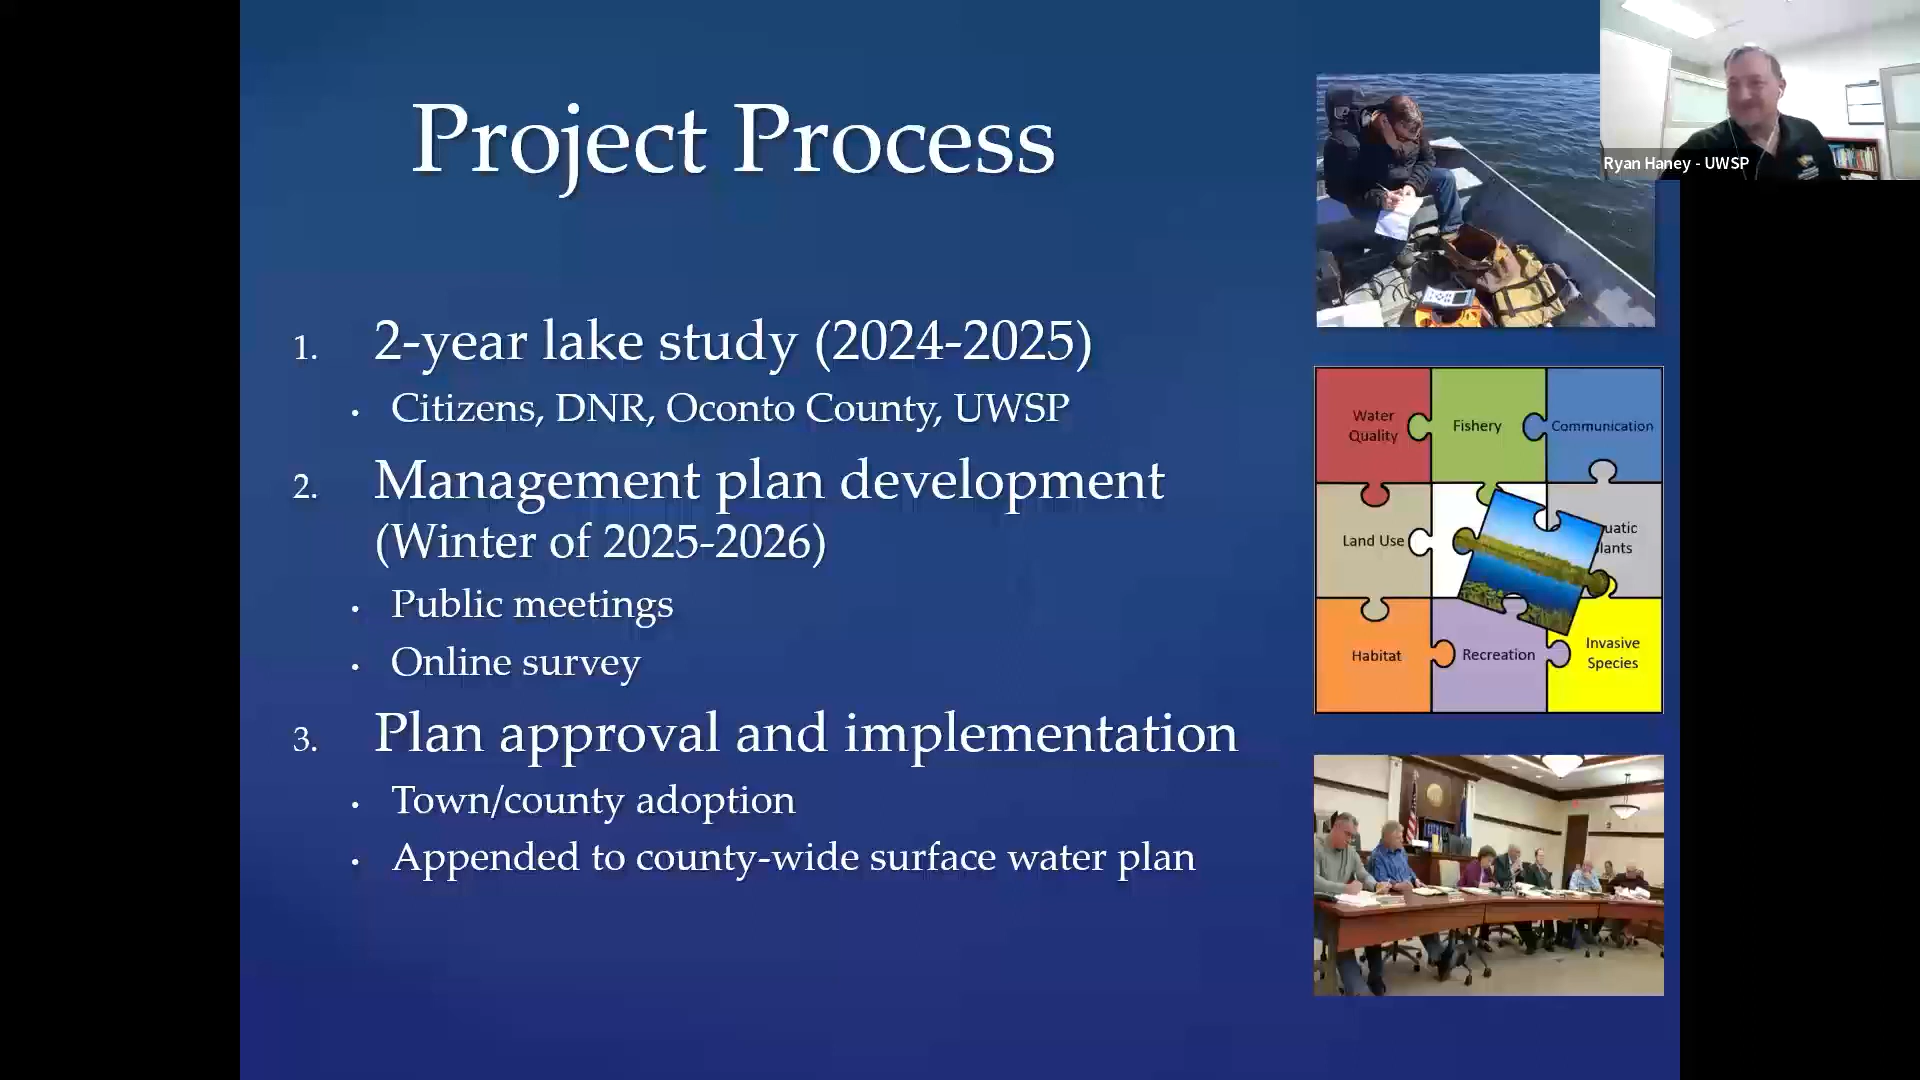 Project Process
Ryan Haney - UWSP
1. 2-year lake study (2024-2025)
• Citizens, DNR, Oconto County, UWSP
2. Management plan development
(Winter of 2025-2026)
• Public meetings
• Online survey
3. Plan approval and implementation
• Town/county adoption
• Appended to county-wide surface water plan
Water
Quality
Fishery
Communication
Land Use
uatic
lants
Habitat
Recreation
Invasive
Species